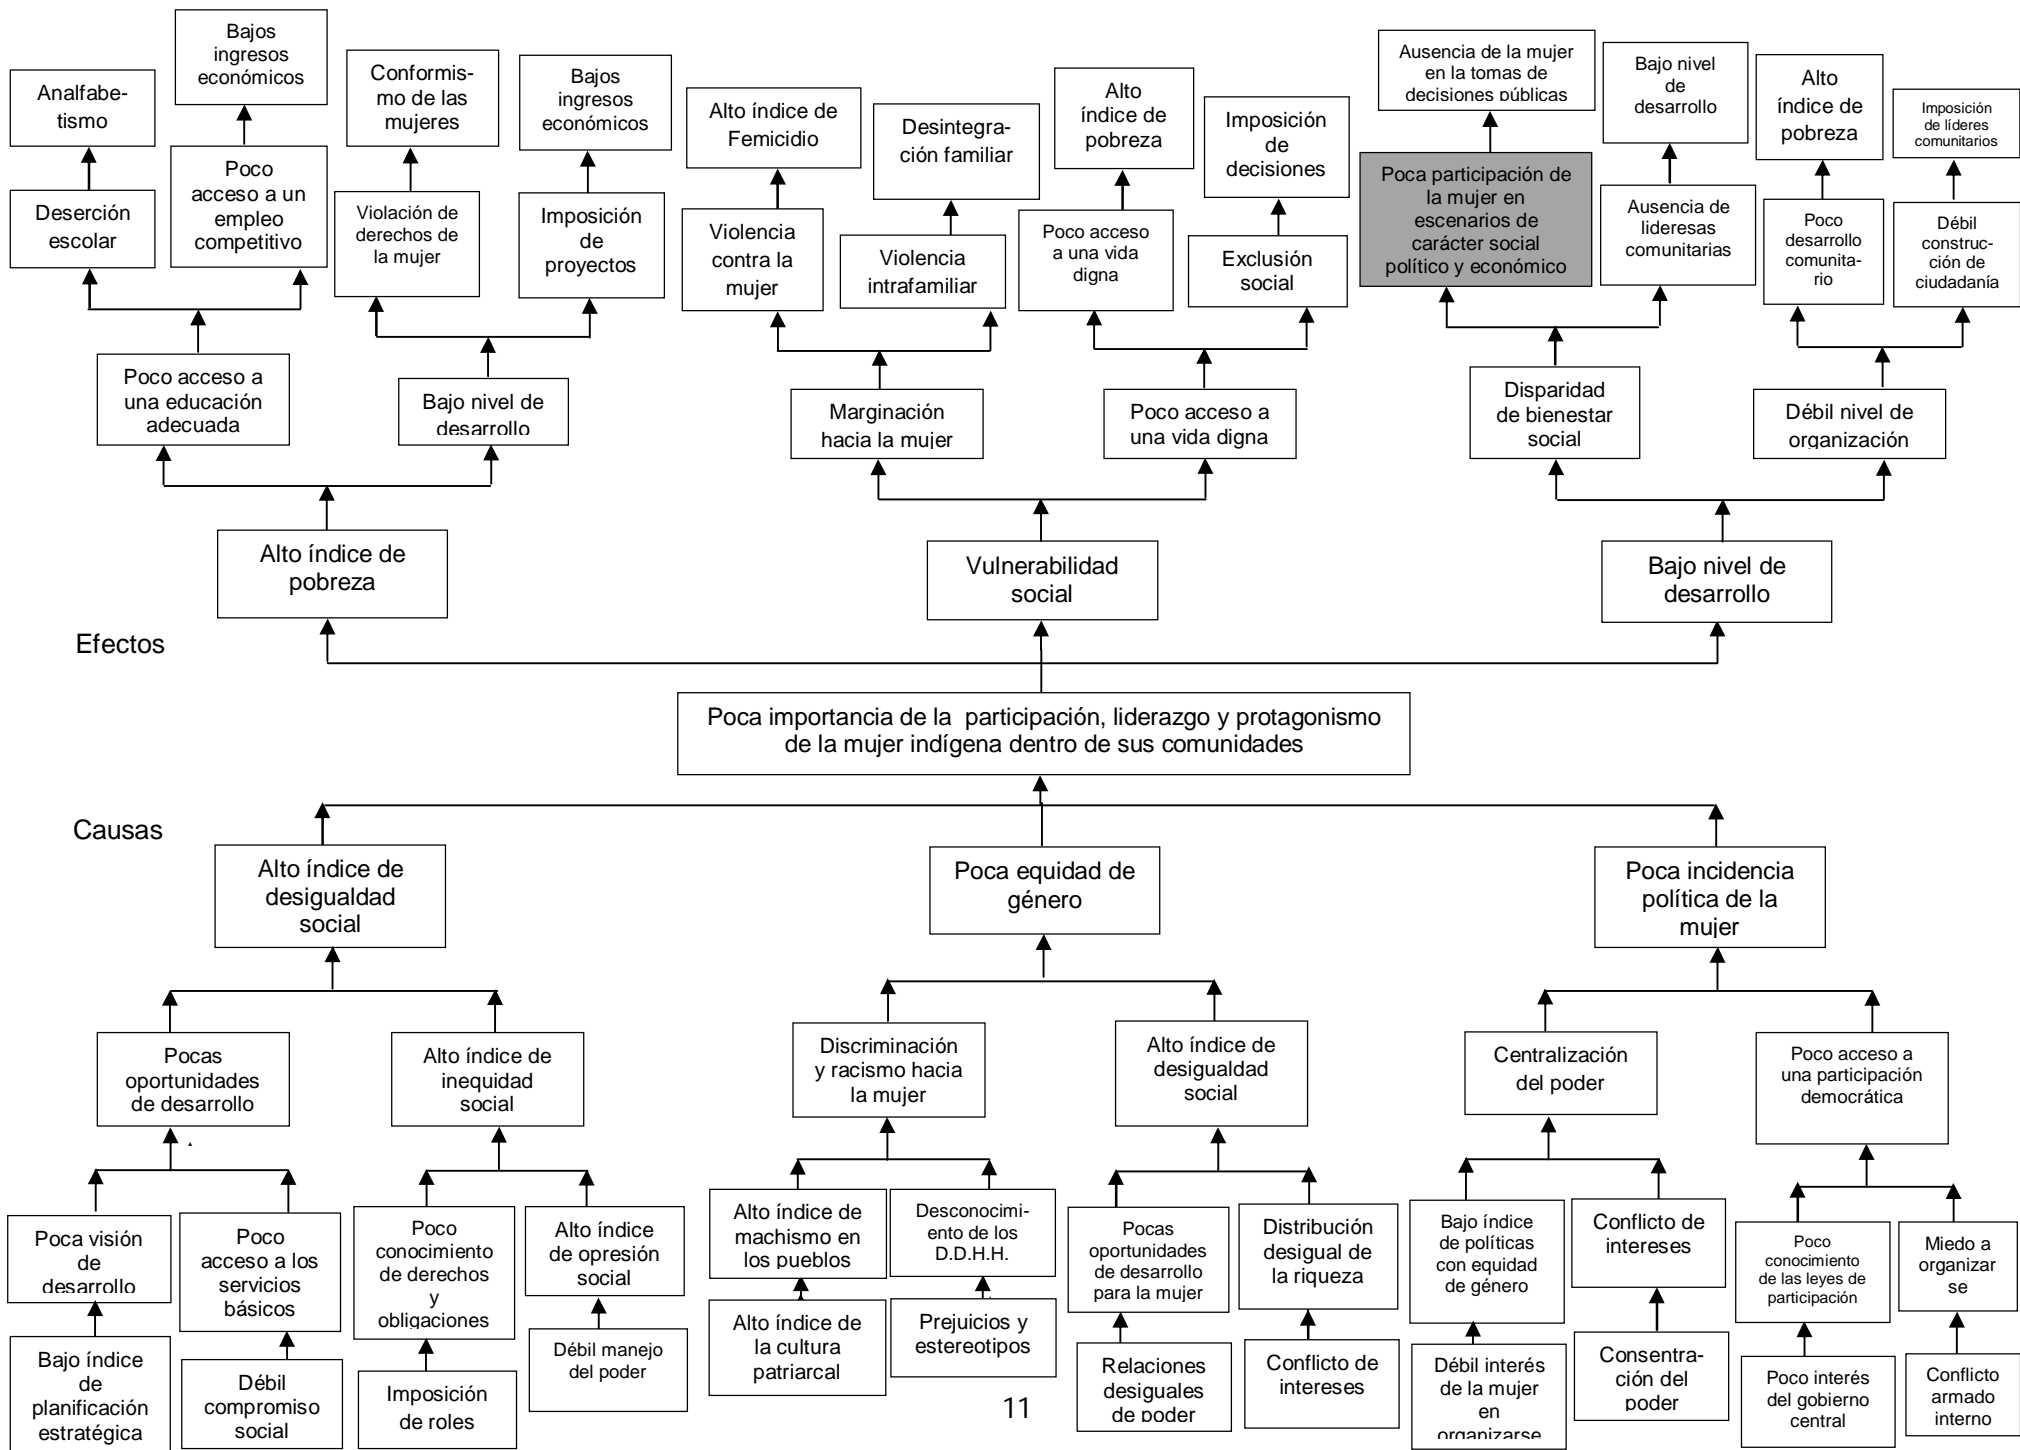 Analfabe-
tismo
Bajos
ingresos
económicos
Conformis-
mo de las
mujeres
Bajos
ingresos
económicos
Alto índice de
Femicidio
Desintegra-
ción familiar
Alto
índice de
pobreza
Imposición
de
decisiones
Ausencia de la mujer
en la tomas de
decisiones públicas
Bajo nivel
de
desarrollo
Alto
índice de
pobreza
Imposición
de líderes
comunitarios
Deserción
escolar
Poco
acceso a un
empleo
competitivo
Violación de
derechos de
la mujer
Imposición
de
proyectos
Violencia
contra la
mujer
Violencia
intrafamiliar
Poco acceso
a una vida
digna
Exclusión
social
Poca participación de
la mujer en
escenarios de
carácter social
político y económico
Ausencia de
lideresas
comunitarias
Poco
desarrollo
comunita-
rio
Débil
construc-
ción de
ciudadanía
Poco acceso a
una educación
adecuada
Bajo nivel de
desarrollo
Marginación
hacia la mujer
Poco acceso a
una vida digna
Disparidad
de bienestar
social
Débil nivel de
organización
Alto índice de
pobreza
Vulnerabilidad
social
Bajo nivel de
desarrollo
Efectos
Poca importancia de la  participación, liderazgo y protagonismo
de la mujer indígena dentro de sus comunidades
Causas
Alto índice de
desigualdad
social
Poca equidad de
género
Poca incidencia
política de la
mujer
Pocas
oportunidades
de desarrollo
Alto índice de
inequidad
social
Discriminación
y racismo hacia
la mujer
Alto índice de
desigualdad
social
Centralización
del poder
Poco acceso a
una participación
democrática
Poca visión
de
desarrollo
Poco
acceso a los
servicios
básicos
Poco
conocimiento
de derechos
y
obligaciones
Alto índice
de opresión
social
Alto índice de
machismo en
los pueblos
Desconocimi-
ento de los
D.D.H.H.
Pocas
oportunidades
de desarrollo
para la mujer
Distribución
desigual de
la riqueza
Bajo índice
de políticas
con equidad
de género
Conflicto de
intereses
Poco
conocimiento
de las leyes de
participación
Miedo a
organizar
se
Bajo índice
de
planificación
estratégica
Débil
compromiso
social
Imposición
de roles
Débil manejo
del poder
Alto índice de
la cultura
patriarcal
Prejuicios y
estereotipos
Relaciones
desiguales
de poder
Conflicto de
intereses
Débil interés
de la mujer
en
organizarse
Consentra-
ción del
poder
Poco interés
del gobierno
central
Conflicto
armado
interno
11